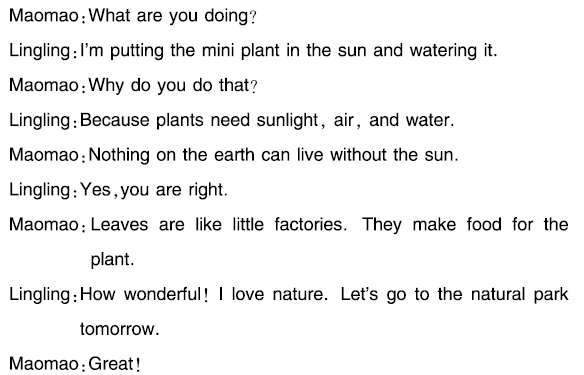 Maomao:What are you doing?
Lingling:I'm putting the mini plant in the sun and watering it.
Maomao:Why do you do that?
Lingling:Because plants need sunlight, air, and water.
Maomao:Nothing on the earth can live without the sun.
Lingling:Yes,you are right.
Maomao:Leaves are like little factories. They make food for the
plant.
Lingling:How wonderful! I love nature. Let's go to the natural park
tomorrow.
Maomao:Great!